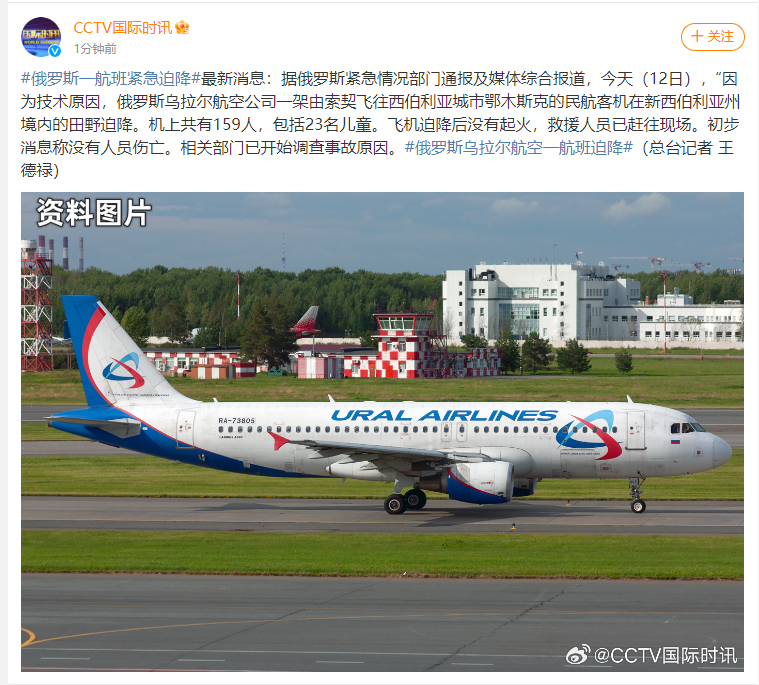 CCTV国际时讯
1分钟前
+关注
#俄罗斯一航班紧急迫降#最新消息：据俄罗斯紧急情况部门通报及媒体综合报道，今天（12日），“因
为技术原因，俄罗斯乌拉尔航空公司一架由索契飞往西伯利亚城市鄂木斯克的民航客机在新西伯利亚州
境内的田野迫降。机上共有159人，包括23名儿童。飞机迫降后没有起火，救援人员已赶往现场。初步
消息称没有人员伤亡。相关部门已开始调查事故原因。#俄罗斯乌拉尔航空一航班迫降#（总台记者 王
德禄）
资料图片
RA-73805
URAL AIRLINES
@CCTV国际时讯